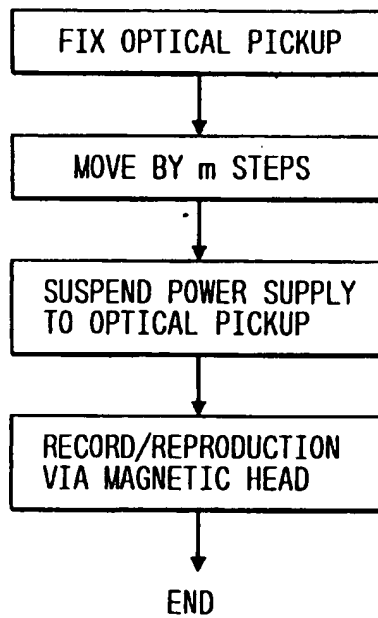 FIX OPTICAL PICKUP
MOVE BY m STEPS
SUSPEND POWER SUPPLY
TO OPTICAL PICKUP
RECORD/REPRODUCTION
VIA MAGNETIC HEAD
END